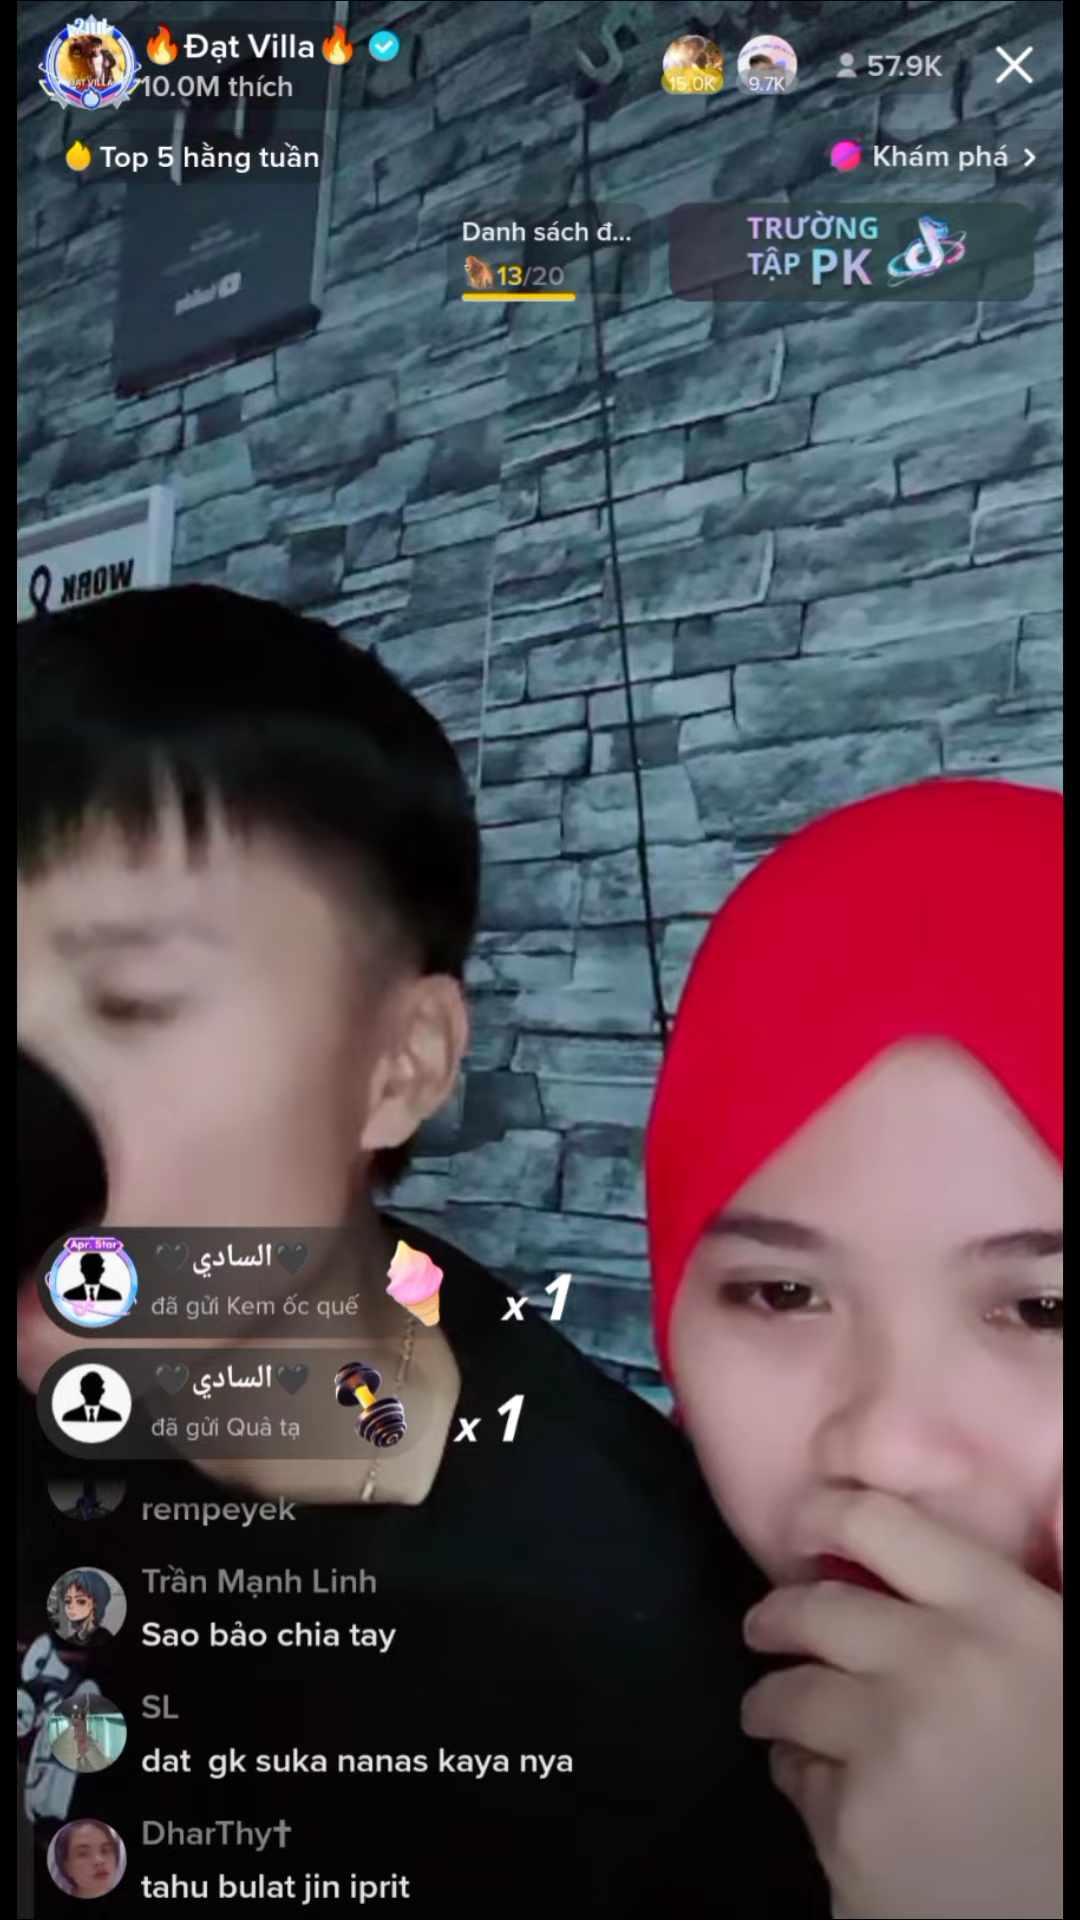 🔥Đạt Villa🔥
10.0M thích
15.0K
9.7K
57.9K
Top 5 hằng tuần
Khám phá
Danh sách đ...
13/20
TRƯỜNG
TẬP PK
WORK
Apr. Star
🖤السادي🖤
đã gửi Kem ốc quế
x 1
🖤السادي🖤
đã gửi Quả tạ
x 1
rempeyek
Trần Mạnh Linh
Sao bảo chia tay
SL
dat gk suka nanas kaya nya
DharThy✝
tahu bulat jin iprit